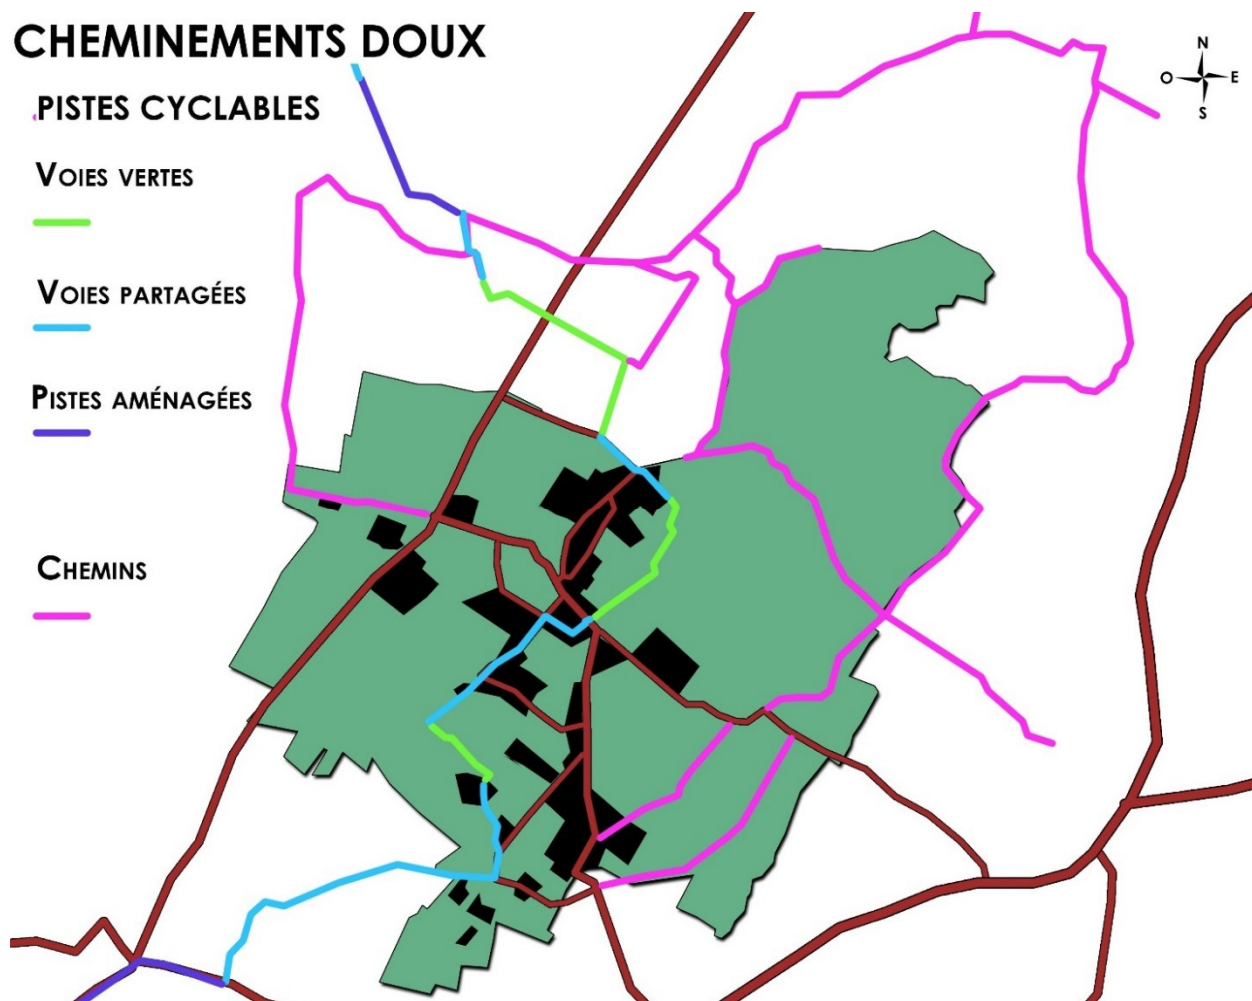 CHEMINEMENTS DOUX
PISTES CYCLABLES
VOIES VERTES
VOIES PARTAGÉES
PISTES AMÉNAGÉES
CHEMINS
N
O E
S